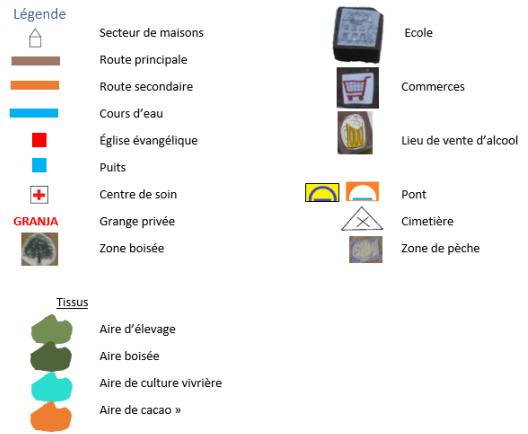 Légende
Secteur de maisons
Route principale
Route secondaire
Cours d'eau
Église évangélique
Puits
Centre de soin
GRANJA Grange privée
Zone boisée
Ecole
Commerces
Lieu de vente d'alcool
Pont
Cimetière
Zone de pèche
Tissus
Aire d'élevage
Aire boisée
Aire de culture vivrière
Aire de cacao »